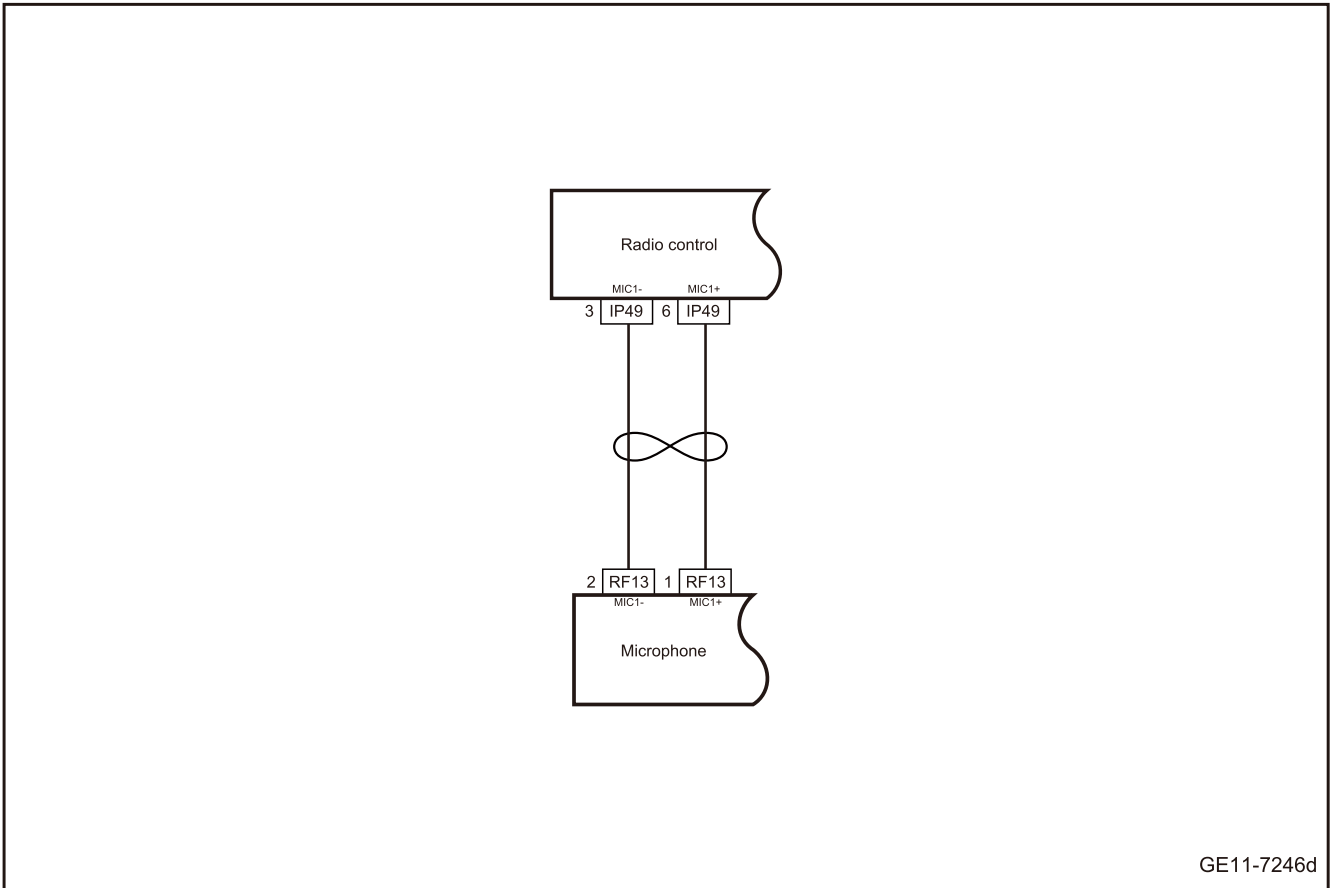 Radio control
MIC1- MIC1+
3 IP49 6 IP49
2 RF13 1 RF13
MIC1- MIC1+
Microphone
GE11-7246d